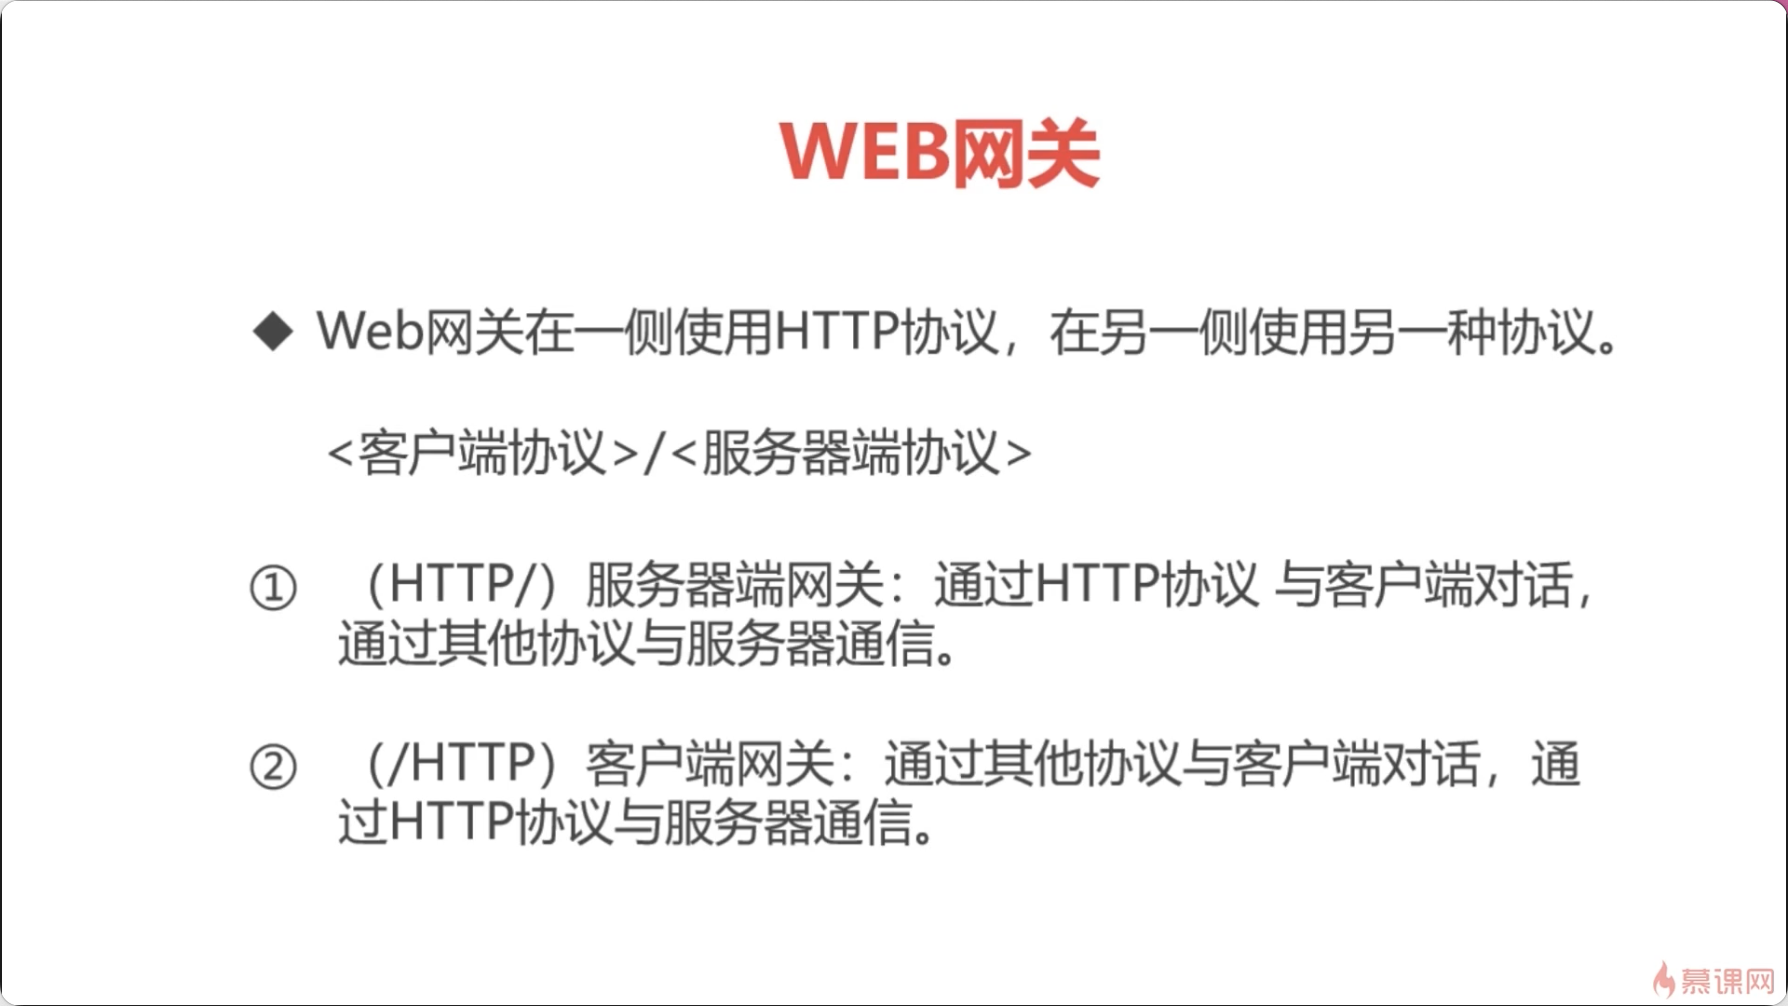 WEB网关
◆ Web网关在一侧使用HTTP协议，在另一侧使用另一种协议。
<客户端协议>/<服务器端协议>
① （HTTP/）服务器端网关：通过HTTP协议 与客户端对话，
通过其他协议与服务器通信。
② （/HTTP）客户端网关：通过其他协议与客户端对话，通
过HTTP协议与服务器通信。
慕课网